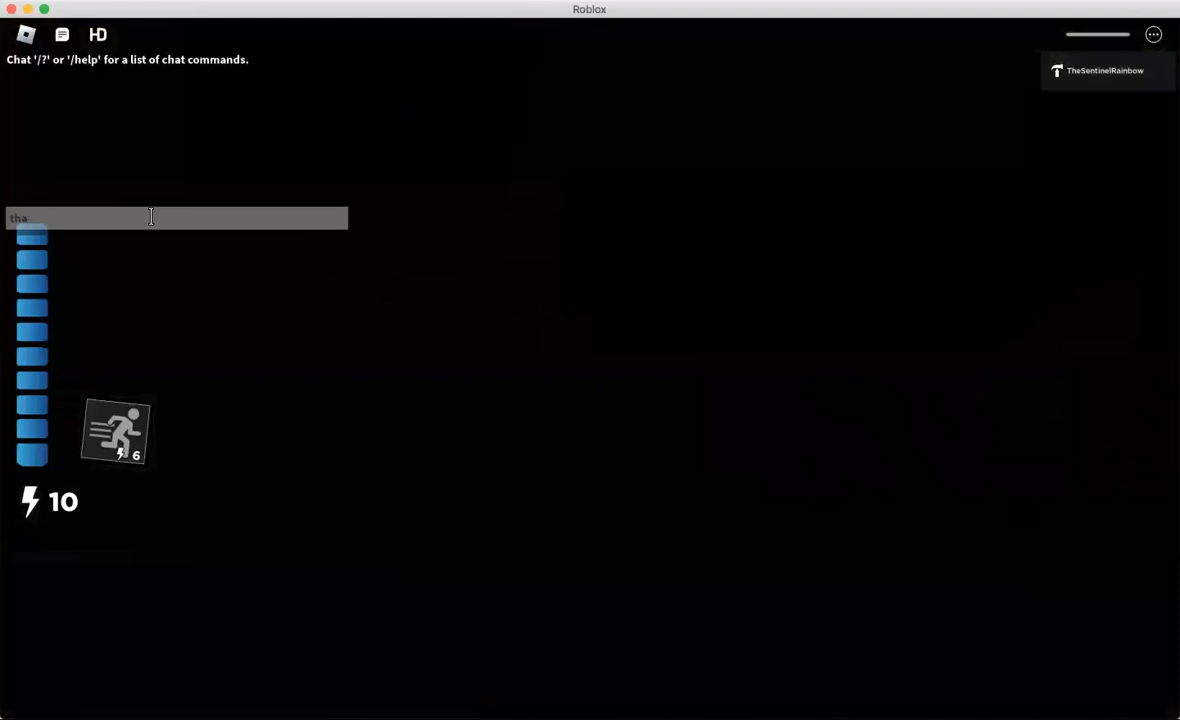 Roblox
HD
Chat '/?' or '/help' for a list of chat commands.
TheSentinelRainbow
tha
6
10